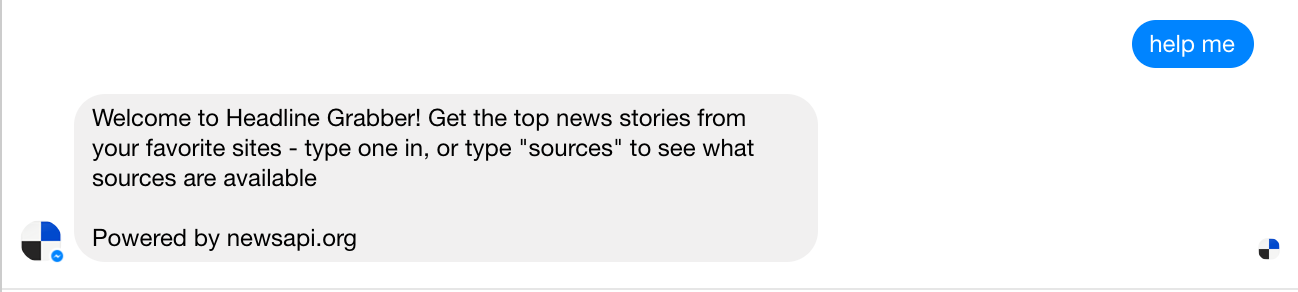 help me
Welcome to Headline Grabber! Get the top news stories from
your favorite sites - type one in, or type "sources" to see what
sources are available
Powered by newsapi.org